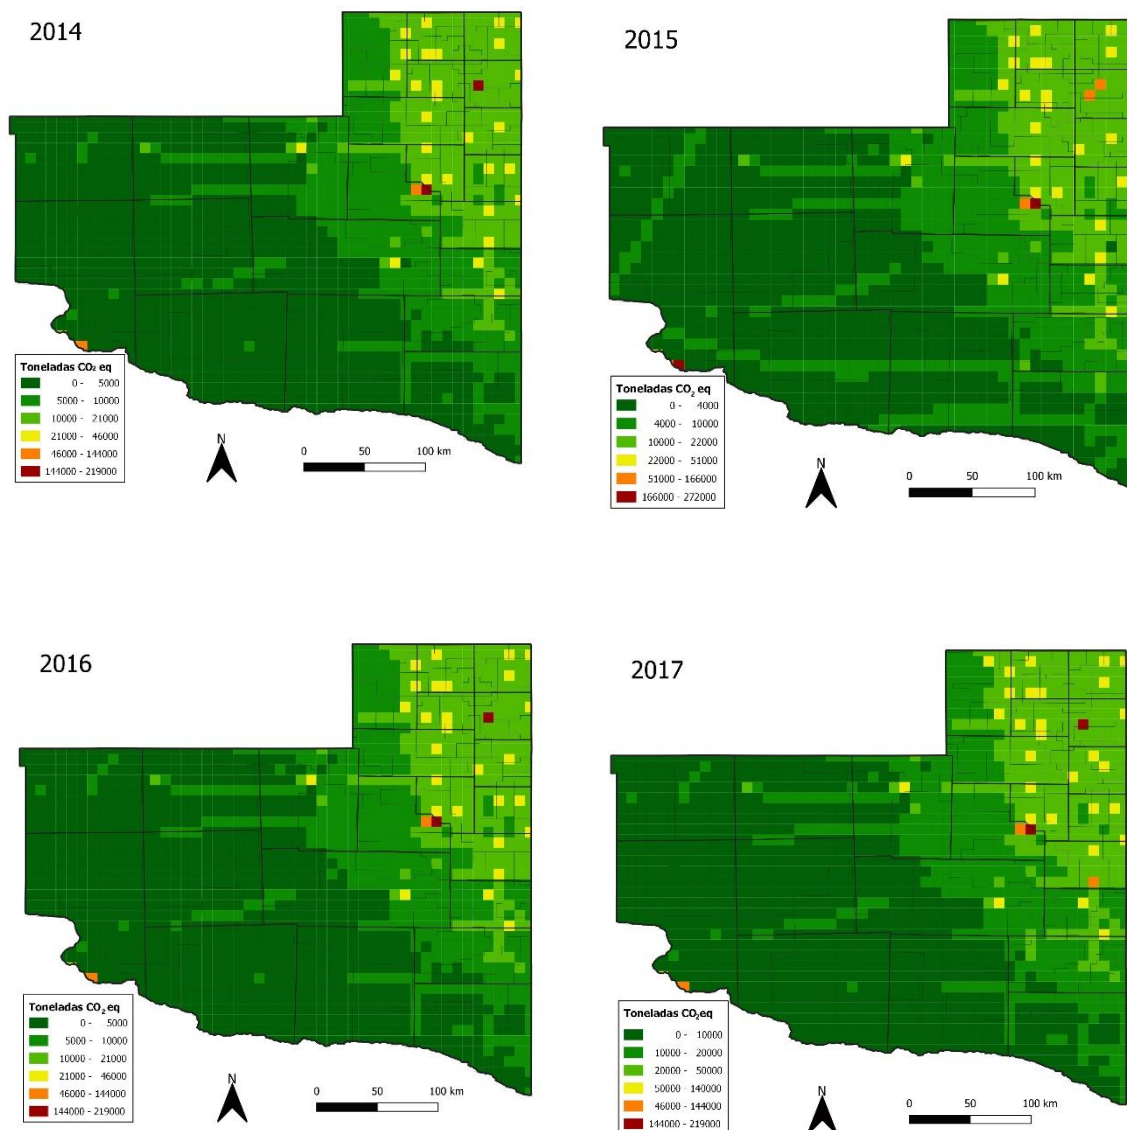 2014
Toneladas CO₂ eq
0 - 5000
5000 - 10000
10000 - 21000
21000 - 46000
46000 - 144000
144000 - 219000
N
0 50 100 km
2015
Toneladas CO₂ eq
0 - 4000
4000 - 10000
10000 - 22000
22000 - 51000
51000 - 166000
166000 - 272000
N
0 50 100 km
2016
Toneladas CO₂ eq
0 - 5000
5000 - 10000
10000 - 21000
21000 - 46000
46000 - 144000
144000 - 219000
N
0 50 100 km
2017
Toneladas CO₂eq
0 - 10000
10000 - 20000
20000 - 50000
50000 - 140000
46000 - 144000
144000 - 219000
N
0 50 100 km